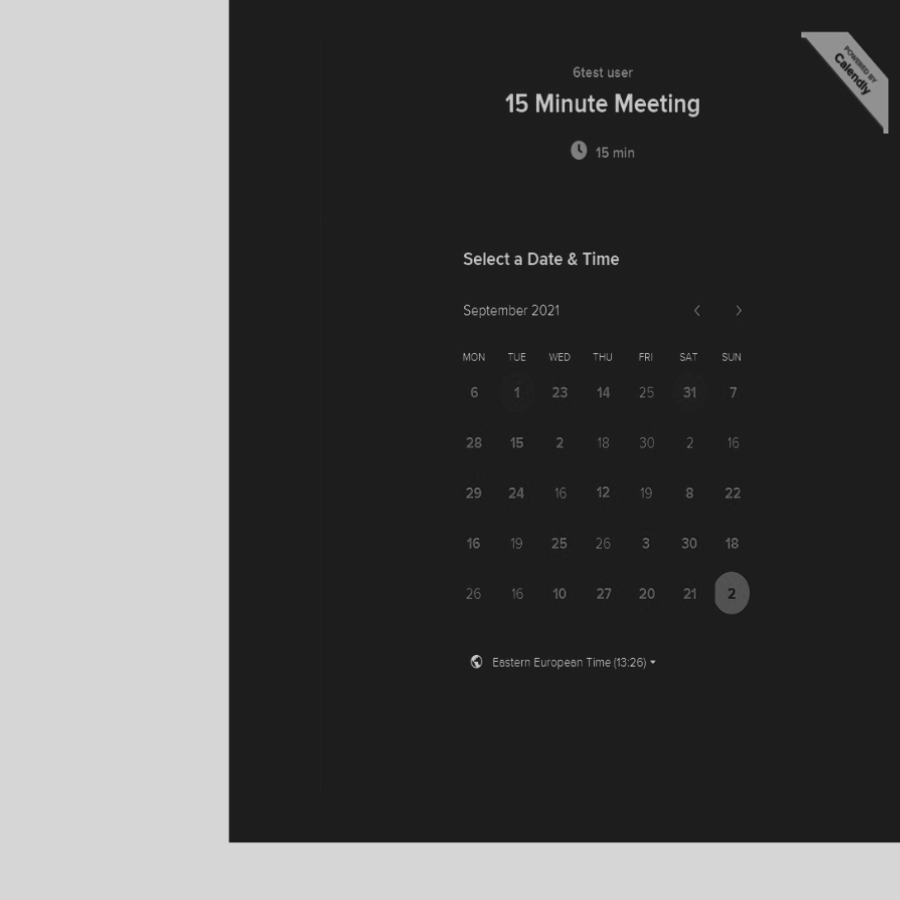 POWERED BY
Calendly
6test user
15 Minute Meeting
15 min
Select a Date & Time
September 2021
MON TUE WED THU FRI SAT SUN
6 1 23 14 25 31 7
28 15 2 18 30 2 16
29 24 16 12 19 8 22
16 19 25 26 3 30 18
26 16 10 27 20 21 2
Eastern European Time (13:26)